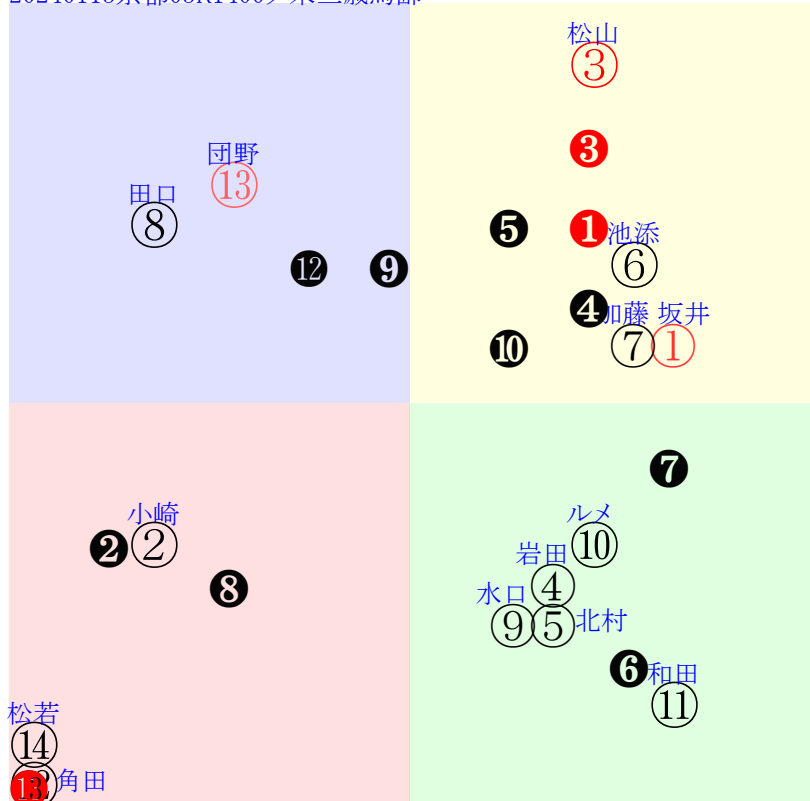 松山
③
❸
団野
⑬
田口
⑧
❺
❶
池添
⑥
⑫
❾
❹
加藤 坂井
⑦ ①
❿
❼
小崎
❷ ②
ルメ
⑩
岩田
④
❽
水口
⑨ ⑤ 北村
❻ 和田
⑪
松若
⑭
13
角田